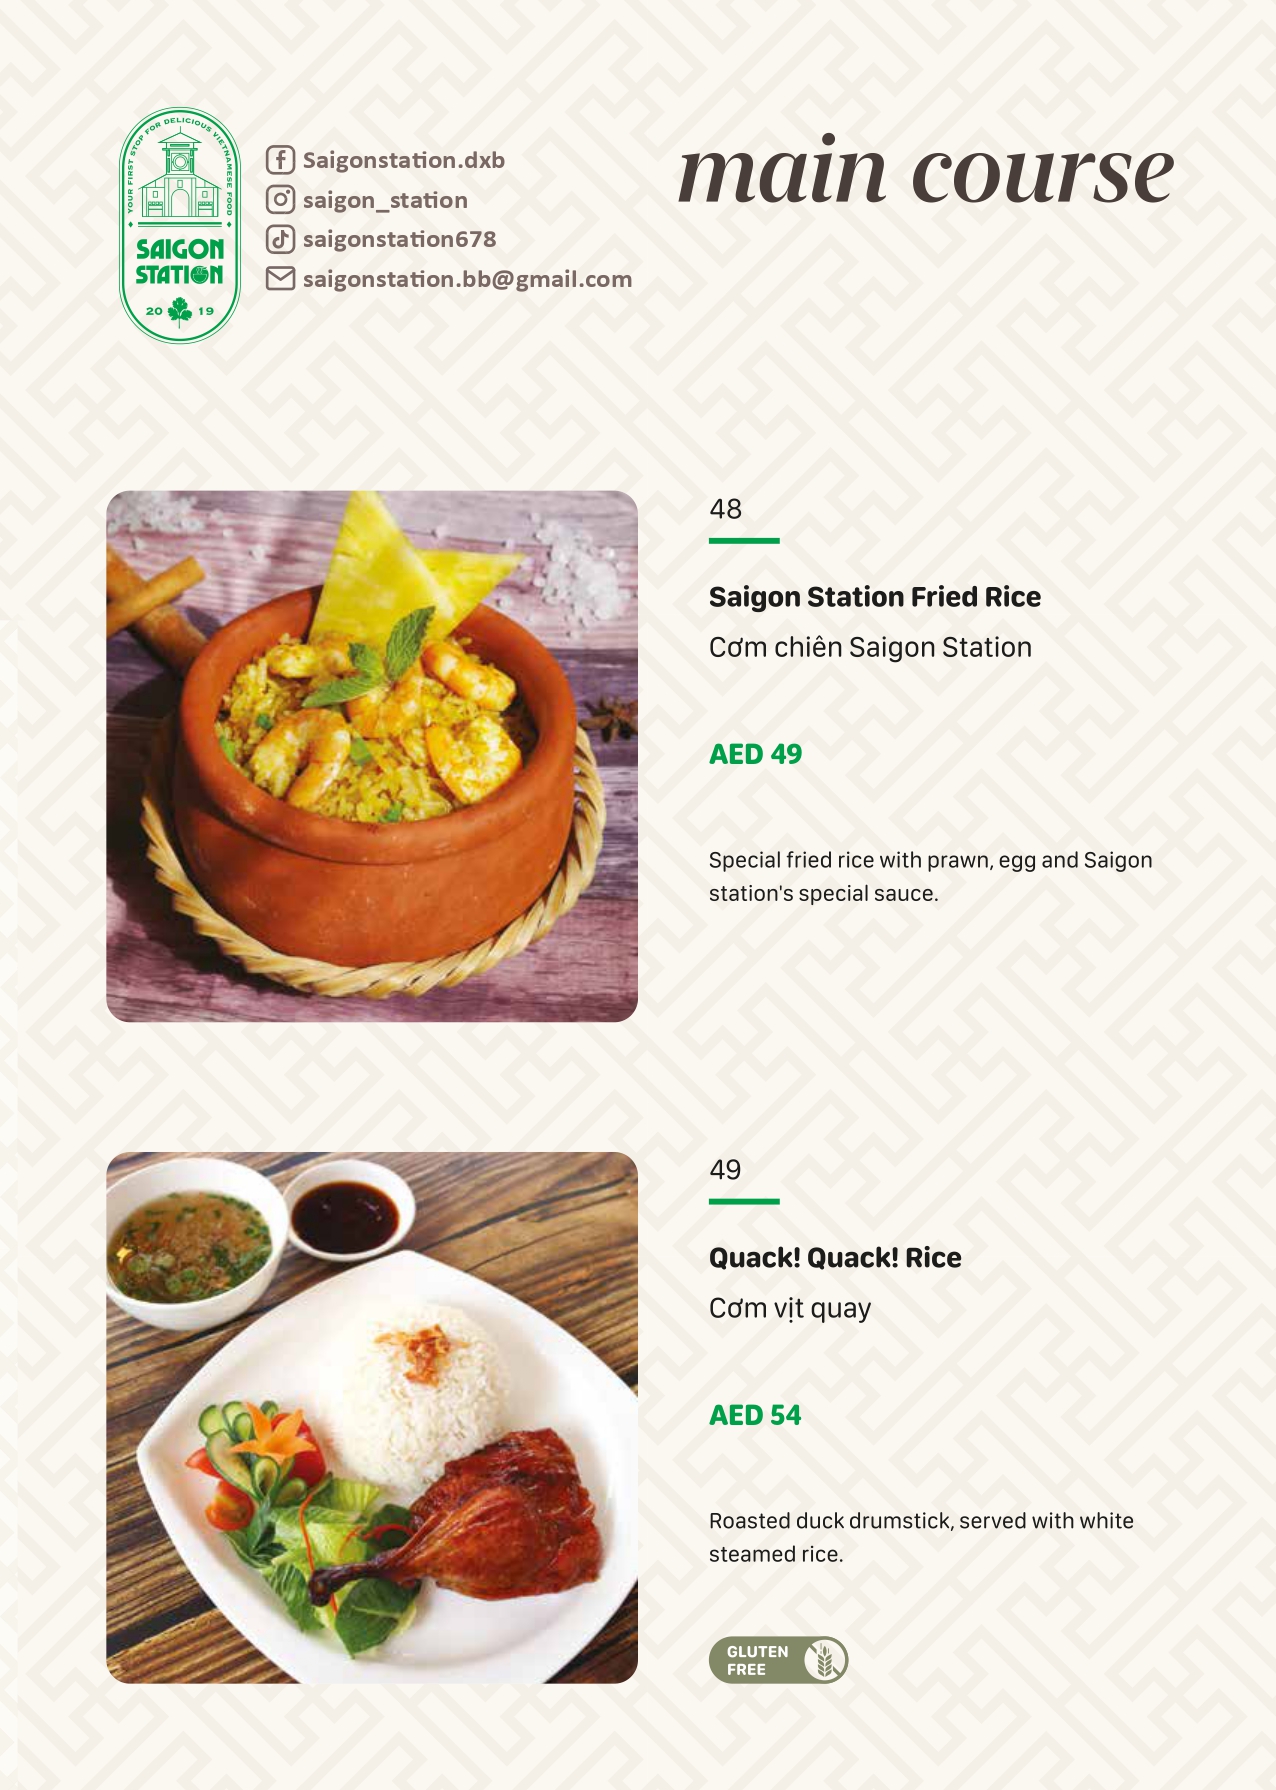 YOUR FIRST STOP FOR DELICIOUS VIETNAMESE FOOD
SAIGON
STATION
20 19
Saigonstation.dxb
saigon_station
saigonstation678
saigonstation.bb@gmail.com
main course
48
Saigon Station Fried Rice
Cơm chiên Saigon Station
AED 49
Special fried rice with prawn, egg and Saigon
station's special sauce.
49
Quack! Quack! Rice
Cơm vịt quay
AED 54
Roasted duck drumstick, served with white
steamed rice.
GLUTEN
FREE